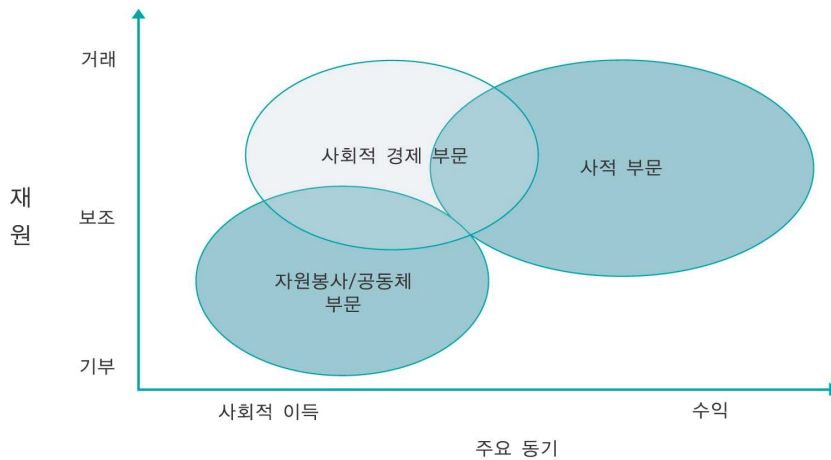 거래
사회적 경제 부문
사적 부문
재
원
보조
자원봉사/공동체
부문
기부
사회적 이득
수익
주요 동기